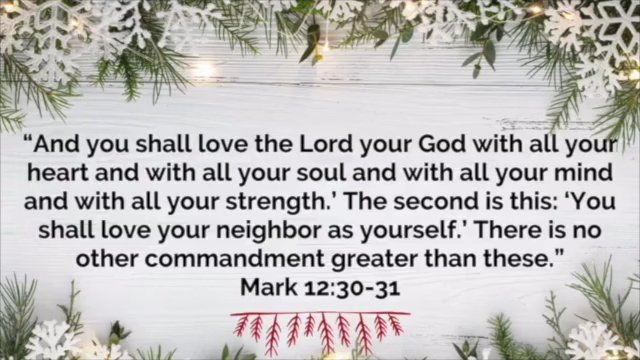 “And you shall love the Lord your God with all your
heart and with all your soul and with all your mind
and with all your strength.’ The second is this: ‘You
shall love your neighbor as yourself.’ There is no
other commandment greater than these.”
Mark 12:30-31